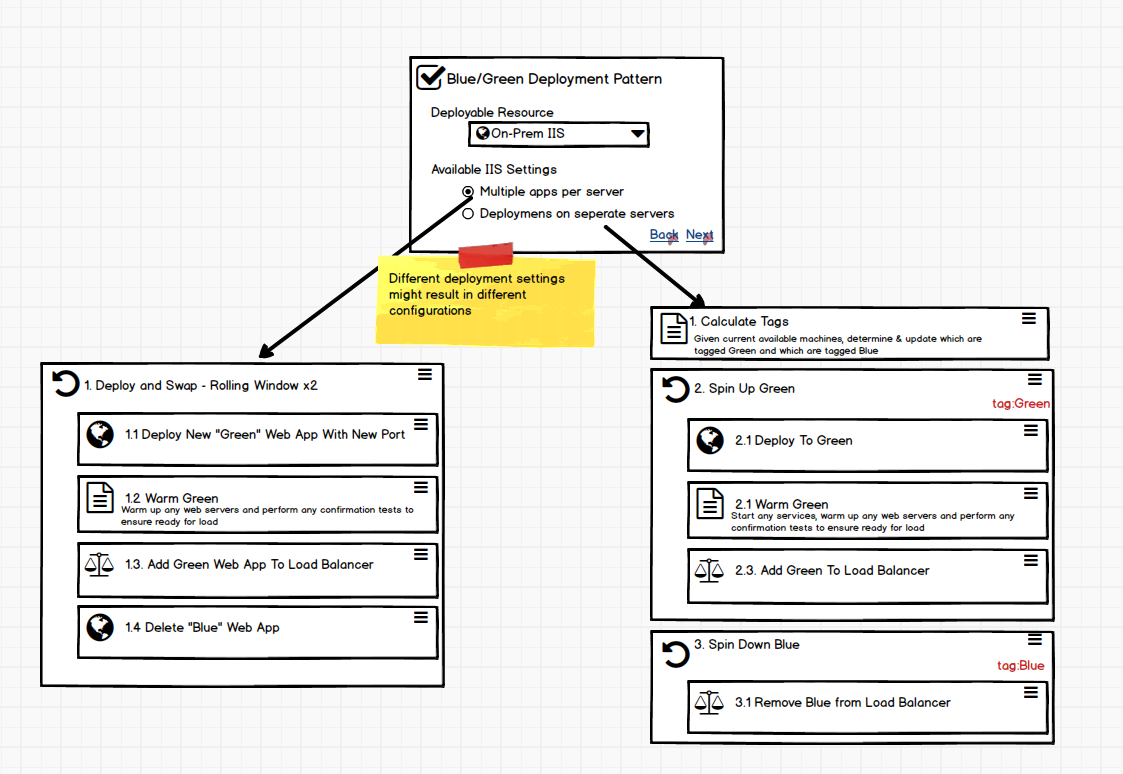 Blue/Green Deployment Pattern
Deployable Resource
On-Prem IIS
Available IIS Settings
Multiple apps per server
Deploymens on seperate servers
Back Next
Different deployment settings
might result in different
configurations
1. Deploy and Swap - Rolling Window x2
1.1 Deploy New "Green" Web App With New Port
1.2 Warm Green
Warm up any web servers and perform any confirmation tests to
ensure ready for load
1.3. Add Green Web App To Load Balancer
1.4 Delete "Blue" Web App
1. Calculate Tags
Given current available machines, determine & update which are
tagged Green and which are tagged Blue
2. Spin Up Green
tag:Green
2.1 Deploy To Green
2.1 Warm Green
Start any services, warm up any web servers and perform any
confirmation tests to ensure ready for load
2.3. Add Green To Load Balancer
3. Spin Down Blue
tag:Blue
3.1 Remove Blue from Load Balancer